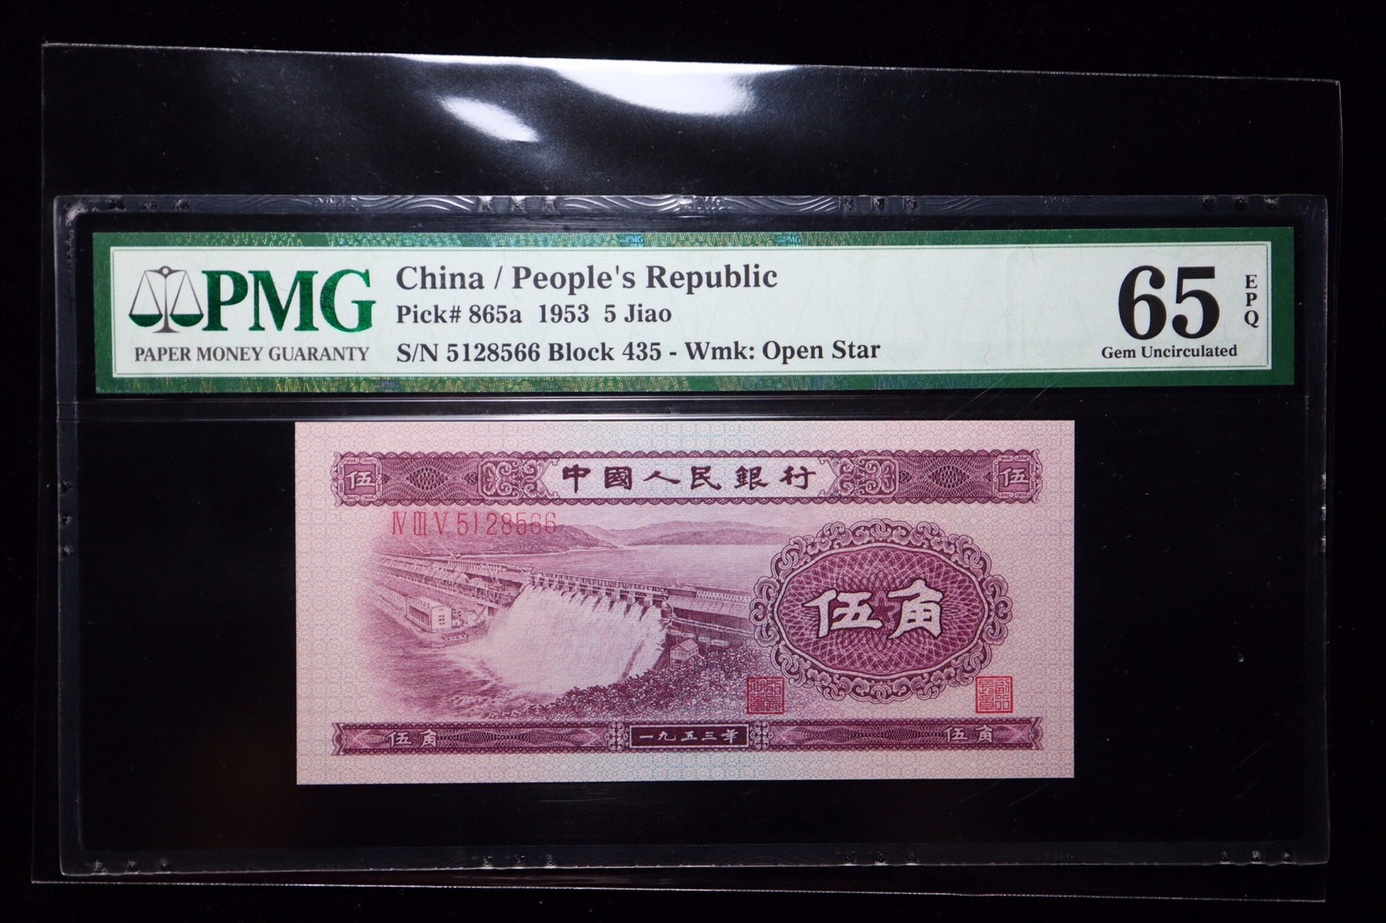 PMG
PAPER MONEY GUARANTY
China / People's Republic
Pick# 865a 1953 5 Jiao
S/N 5128566 Block 435 - Wmk: Open Star
65
EPQ
Gem Uncirculated
伍 中國人民銀行 伍
IV III V 5128566
伍角
伍角 一九五三年 伍角